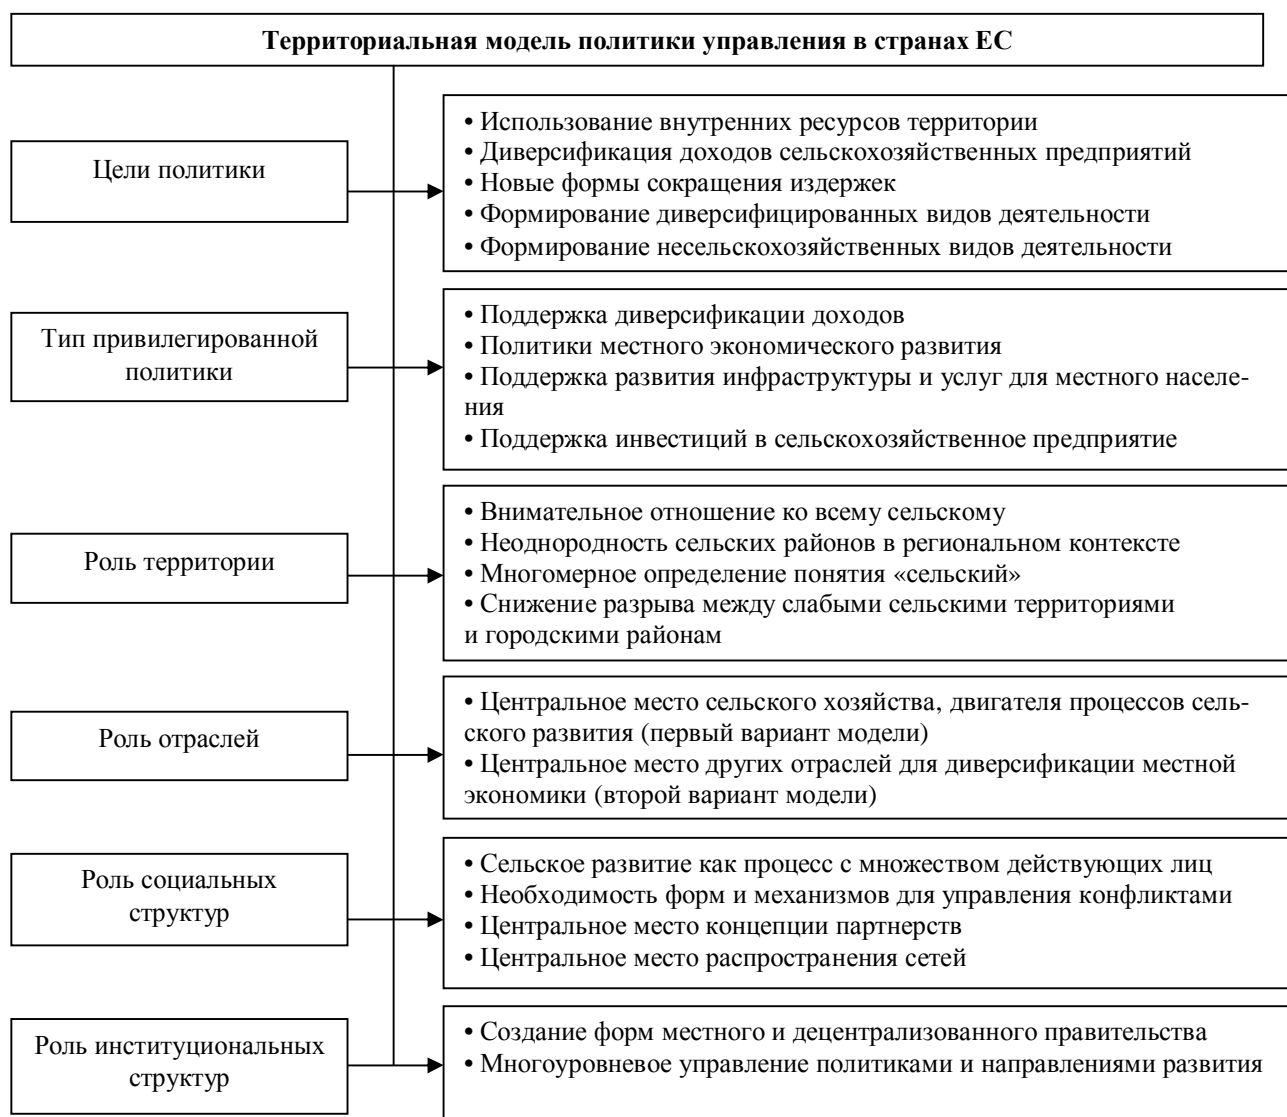 Территориальная модель политики управления в странах ЕС
Цели политики
• Использование внутренних ресурсов территории
• Диверсификация доходов сельскохозяйственных предприятий
• Новые формы сокращения издержек
• Формирование диверсифицированных видов деятельности
• Формирование несельскохозяйственных видов деятельности
Тип привилегированной
политики
• Поддержка диверсификации доходов
• Политики местного экономического развития
• Поддержка развития инфраструктуры и услуг для местного населе-
ния
• Поддержка инвестиций в сельскохозяйственное предприятие
Роль территории
• Внимательное отношение ко всему сельскому
• Неоднородность сельских районов в региональном контексте
• Многомерное определение понятия «сельский»
• Снижение разрыва между слабыми сельскими территориями
и городскими районам
Роль отраслей
• Центральное место сельского хозяйства, двигателя процессов сель-
ского развития (первый вариант модели)
• Центральное место других отраслей для диверсификации местной
экономики (второй вариант модели)
Роль социальных
структур
• Сельское развитие как процесс с множеством действующих лиц
• Необходимость форм и механизмов для управления конфликтами
• Центральное место концепции партнерств
• Центральное место распространения сетей
Роль институциональных
структур
• Создание форм местного и децентрализованного правительства
• Многоуровневое управление политиками и направлениями развития